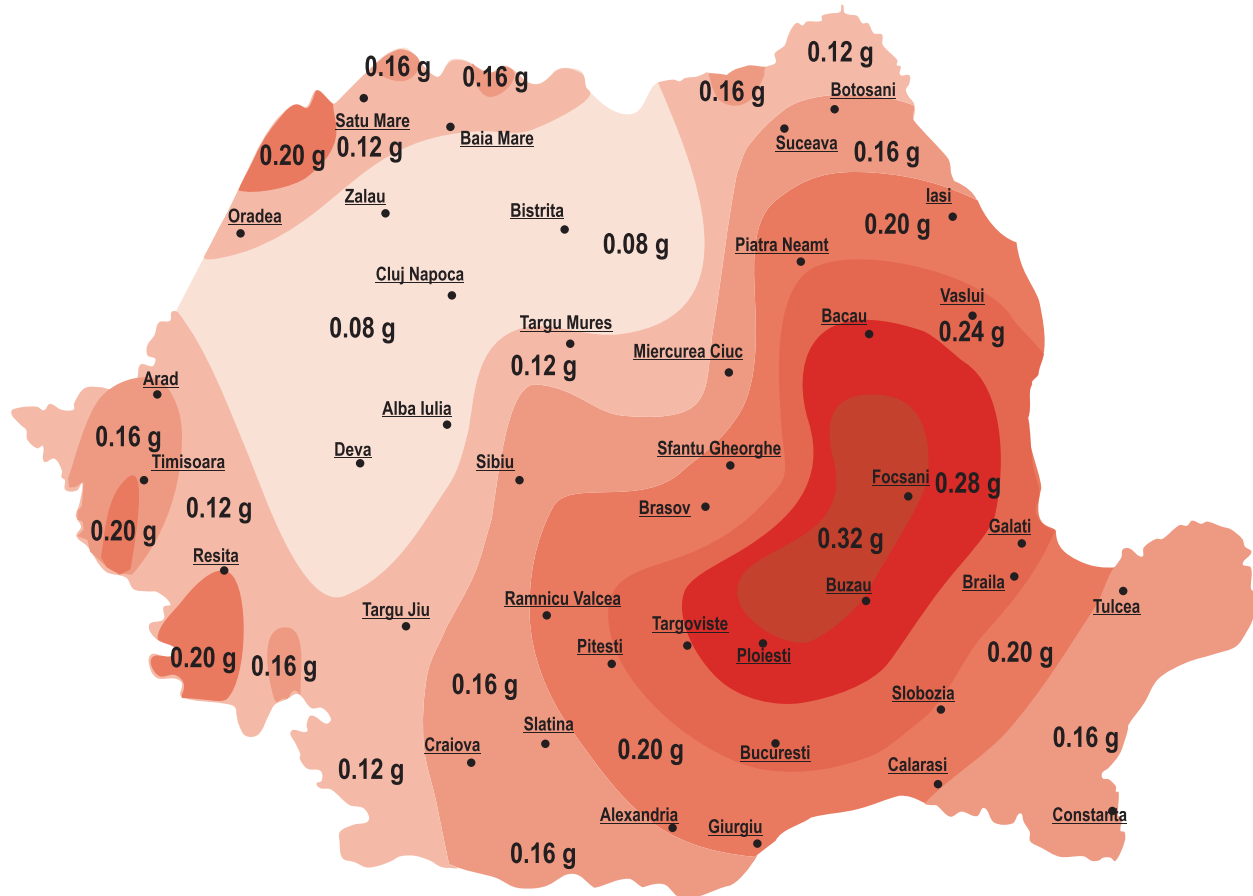 0.12 g
0.16 g
0.16 g
0.16 g
Botosani
Satu Mare
Baia Mare
Suceava
0.20 g
0.12 g
0.16 g
Zalau
Iasi
Oradea
Bistrita
0.20 g
0.08 g
Piatra Neamt
Cluj Napoca
Vaslui
0.08 g
Targu Mures
Bacau
0.24 g
Miercurea Ciuc
0.12 g
Arad
Alba Iulia
0.16 g
Deva
Timisoara
Sibiu
Sfantu Gheorghe
Focsani
0.28 g
0.12 g
Brasov
0.20 g
Galati
0.32 g
Resita
Braila
Buzau
Targu Jiu
Ramnicu Valcea
Tulcea
Targoviste
Pitesti
Ploiesti
0.20 g
0.16 g
0.20 g
0.16 g
Slobozia
Slatina
Craiova
0.20 g
Bucuresti
0.16 g
0.12 g
Calarasi
Alexandria
Giurgiu
Constanta
0.16 g